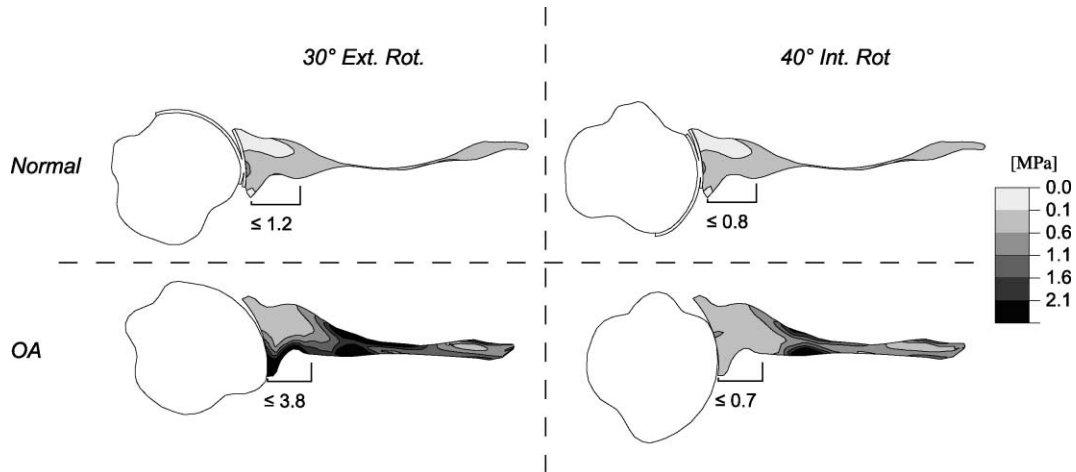 30° Ext. Rot.
40° Int. Rot
Normal
≤ 1.2
≤ 0.8
[MPa]
0.0
0.1
0.6
1.1
1.6
2.1
OA
≤ 3.8
≤ 0.7